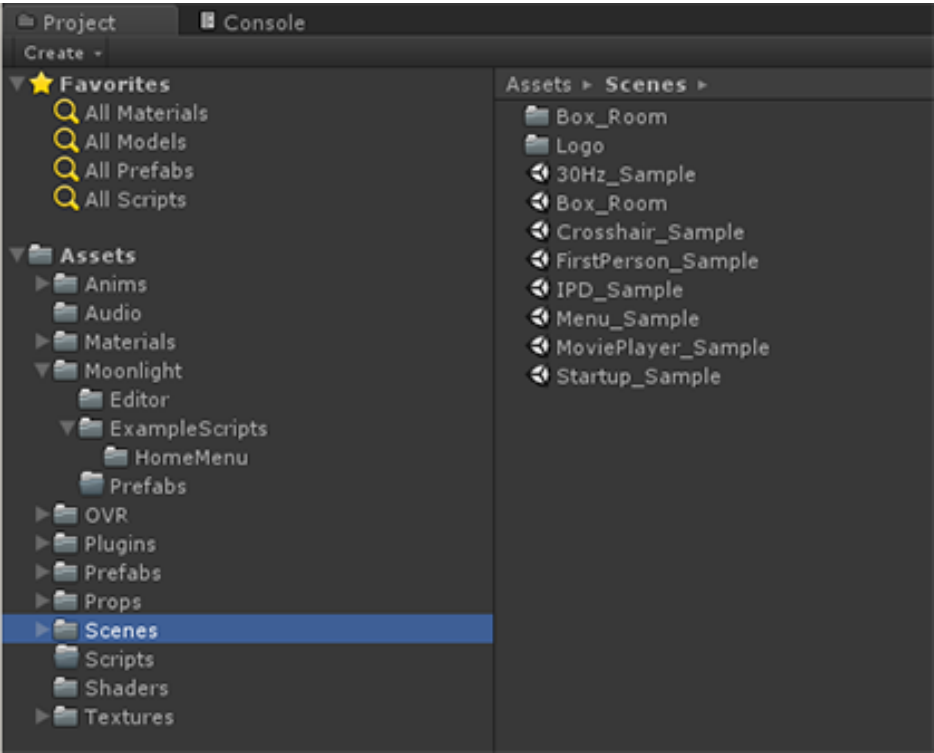 Project
Console
Create
Favorites
All Materials
All Models
All Prefabs
All Scripts
Assets
Anims
Audio
Materials
Moonlight
Editor
ExampleScripts
HomeMenu
Prefabs
OVR
Plugins
Prefabs
Props
Scenes
Scripts
Shaders
Textures
Assets ▸ Scenes ▸
Box_Room
Logo
30Hz_Sample
Box_Room
Crosshair_Sample
FirstPerson_Sample
IPD_Sample
Menu_Sample
MoviePlayer_Sample
Startup_Sample